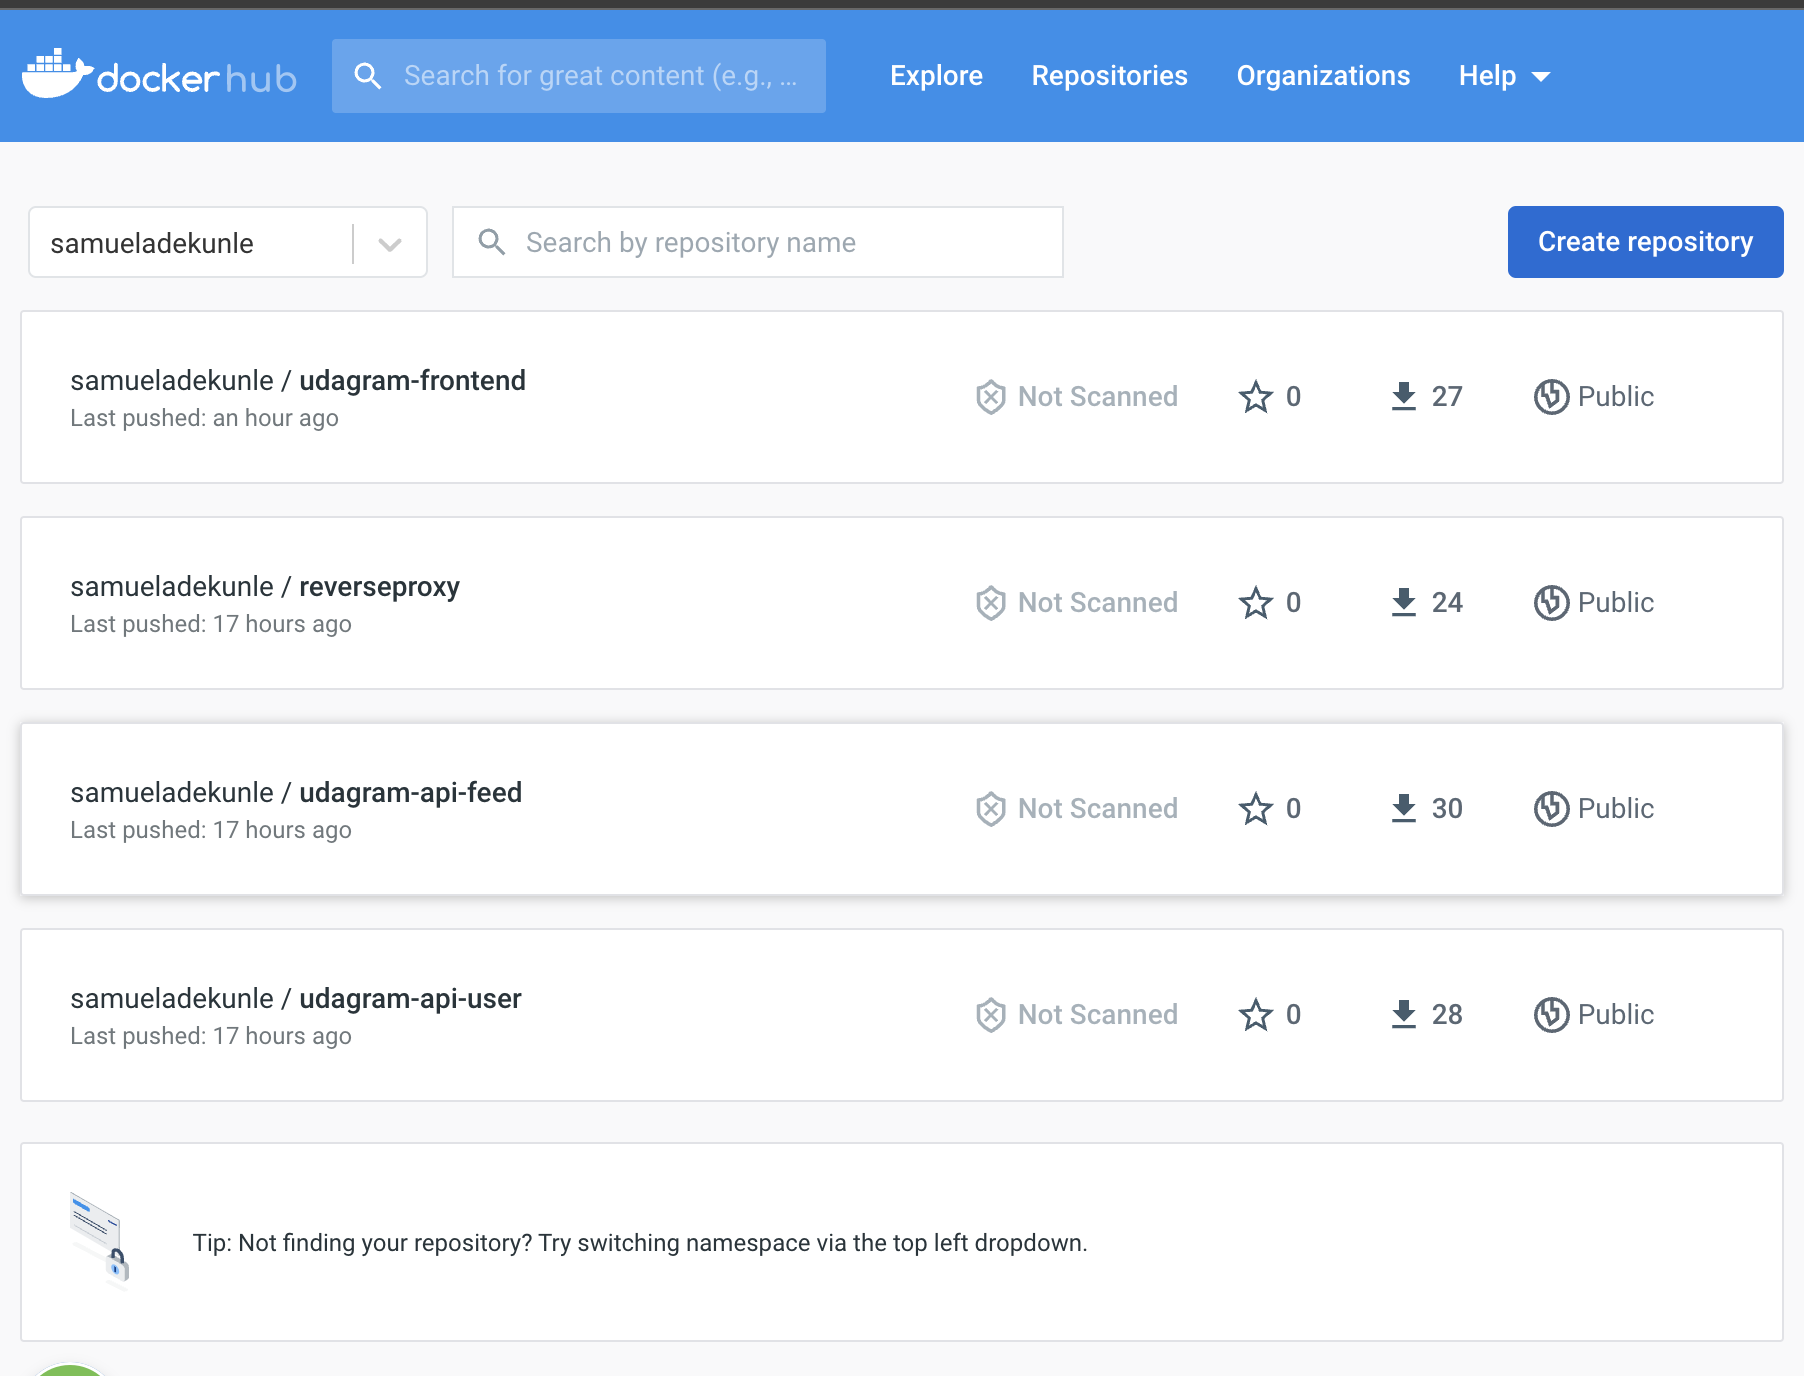 dockerhub
Search for great content (e.g., ...
Explore
Repositories
Organizations
Help
samueladekunle
Search by repository name
Create repository
samueladekunle / udagram-frontend
Last pushed: an hour ago
Not Scanned
0
27
Public
samueladekunle / reverseproxy
Last pushed: 17 hours ago
Not Scanned
0
24
Public
samueladekunle / udagram-api-feed
Last pushed: 17 hours ago
Not Scanned
0
30
Public
samueladekunle / udagram-api-user
Last pushed: 17 hours ago
Not Scanned
0
28
Public
Tip: Not finding your repository? Try switching namespace via the top left dropdown.